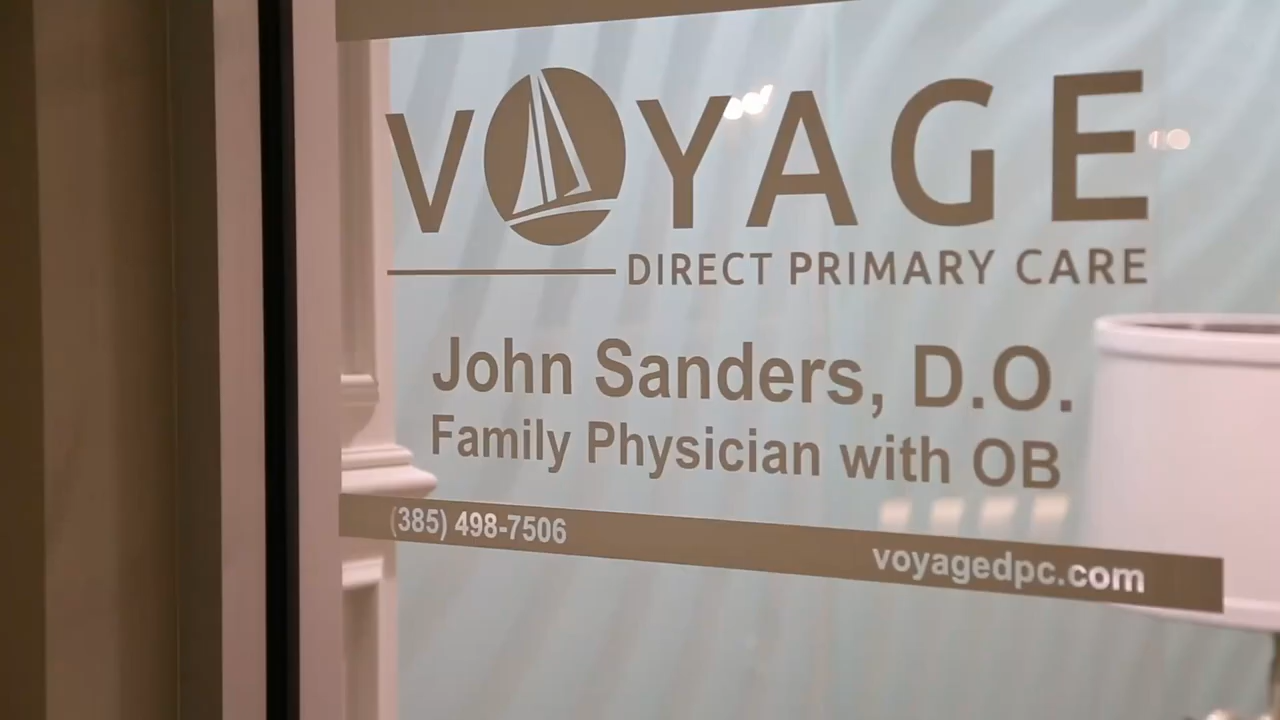 VOYAGE
DIRECT PRIMARY CARE
John Sanders, D.O.
Family Physician with OB
(385) 498-7506
voyagedpc.com